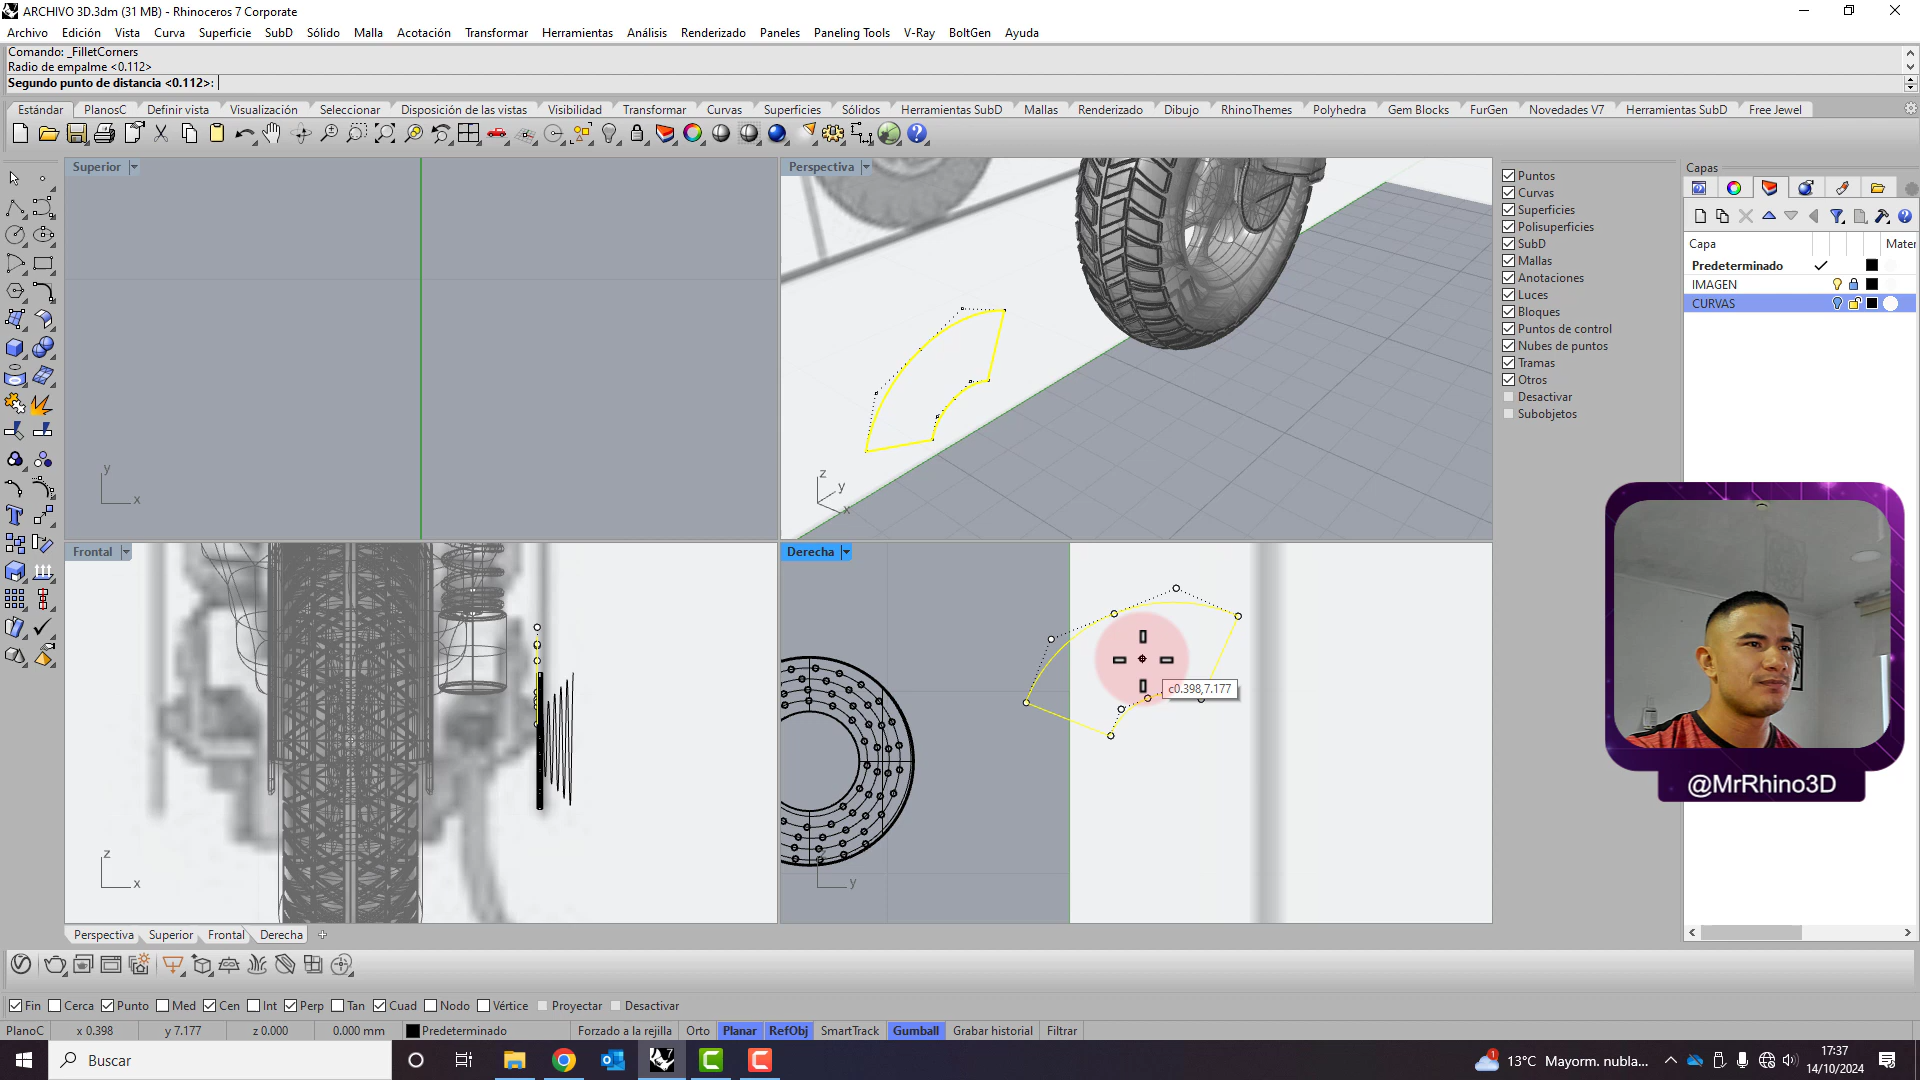 ARCHIVO 3D.3dm (31 MB) - Rhinoceros 7 Corporate
Archivo Edición Vista Curva Superficie SubD Sólido Malla Acotación Transformar Herramientas Análisis Renderizado Paneles Paneling Tools V-Ray BoltGen Ayuda
Comando: _FilletCorners
Radio de empalme <0.112>
Segundo punto de distancia <0.112>:
Estándar PlanosC Definir vista Visualización Seleccionar Disposición de las vistas Visibilidad Transformar Curvas Superficies Sólidos Herramientas SubD Mallas Renderizado Dibujo RhinoThemes Polyhedra Gem Blocks FurGen Novedades V7 Herramientas SubD Free Jewel
Superior
Perspectiva
Frontal
Derecha
y
x
z
y
x
z
x
y
c0.398,7.177
Puntos
Curvas
Superficies
Polisuperficies
SubD
Mallas
Anotaciones
Luces
Bloques
Puntos de control
Nubes de puntos
Tramas
Otros
Desactivar
Subobjetos
Capas
Capa Mater
Predeterminado
IMAGEN
CURVAS
@MrRhino3D
Perspectiva Superior Frontal Derecha
Fin Cerca Punto Med Cen Int Perp Tan Cuad Nodo Vértice Proyectar Desactivar
PlanoC x 0.398 y 7.177 z 0.000 0.000 mm Predeterminado Forzado a la rejilla Orto Planar RefObj SmartTrack Gumball Grabar historial Filtrar
Buscar
1
13°C Mayorm. nubla...
17:37
14/10/2024